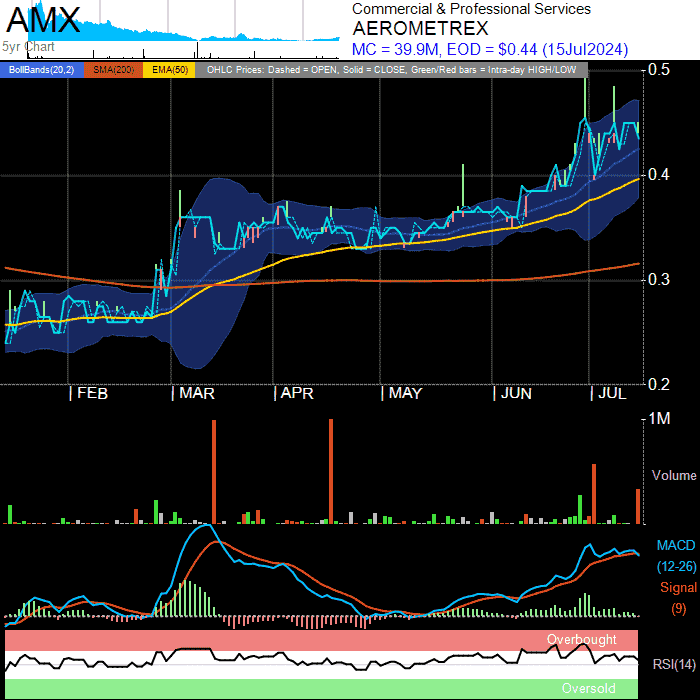 AMX
5yr Chart
Commercial & Professional Services
AEROMETREX
MC = 39.9M, EOD = $0.44 (15Jul2024)
BollBands(20,2) SMA(200) EMA(50) OHLC Prices: Dashed = OPEN, Solid = CLOSE, Green/Red bars = Intra-day HIGH/LOW
0.5
0.4
0.3
0.2
FEB MAR APR MAY JUN JUL
1M
Volume
MACD
(12-26)
Signal
(9)
Overbought
RSI(14)
Oversold